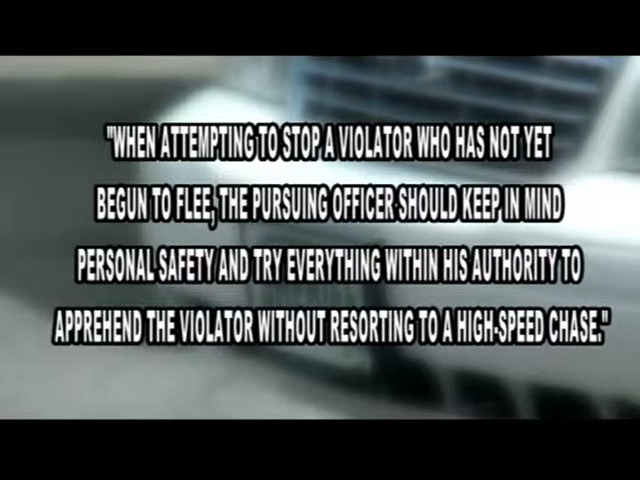 "WHEN ATTEMPTING TO STOP A VIOLATOR WHO HAS NOT YET
BEGUN TO FLEE, THE PURSUING OFFICER SHOULD KEEP IN MIND
PERSONAL SAFETY AND TRY EVERYTHING WITHIN HIS AUTHORITY TO
APPREHEND THE VIOLATOR WITHOUT RESORTING TO A HIGH-SPEED CHASE."